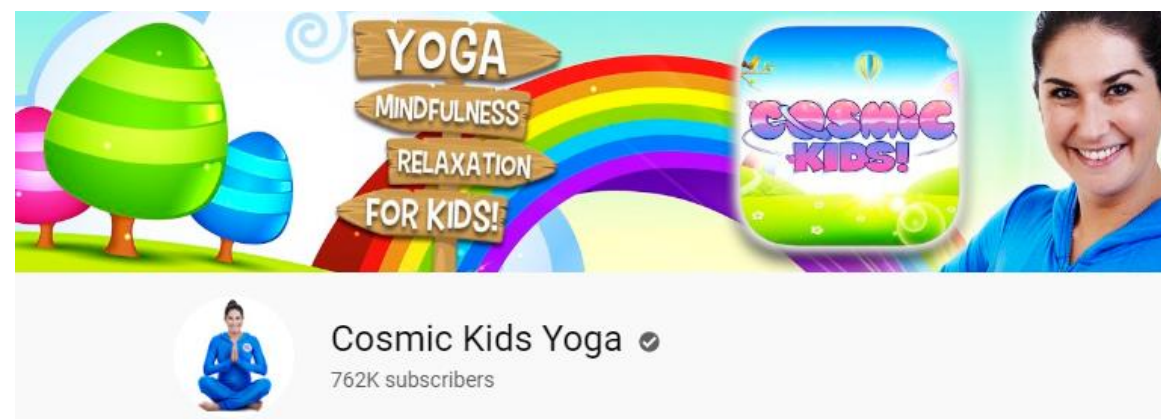 YOGA
MINDFULNESS
RELAXATION
FOR KIDS!
COSMIC
KIDS!
Cosmic Kids Yoga
762K subscribers